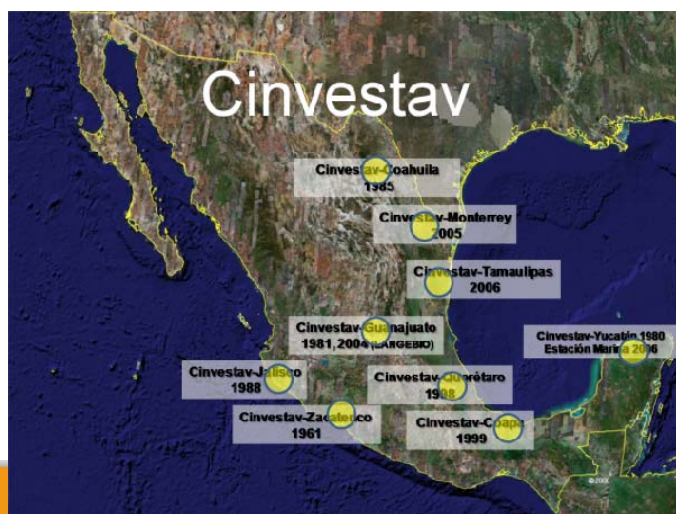 Cinvestav
Cinvestav-Coahuila
1985
Cinvestav-Monterrey
2005
Cinvestav-Tamaulipas
2006
Cinvestav-Guanajuato
1981, 2004 (LANGEBIO)
Cinvestav-Yucatán 1980
Estación Marina 2006
Cinvestav-Jalisco
1988
Cinvestav-Querétaro
1998
Cinvestav-Zacatenco
1961
Cinvestav-Coapa
1999